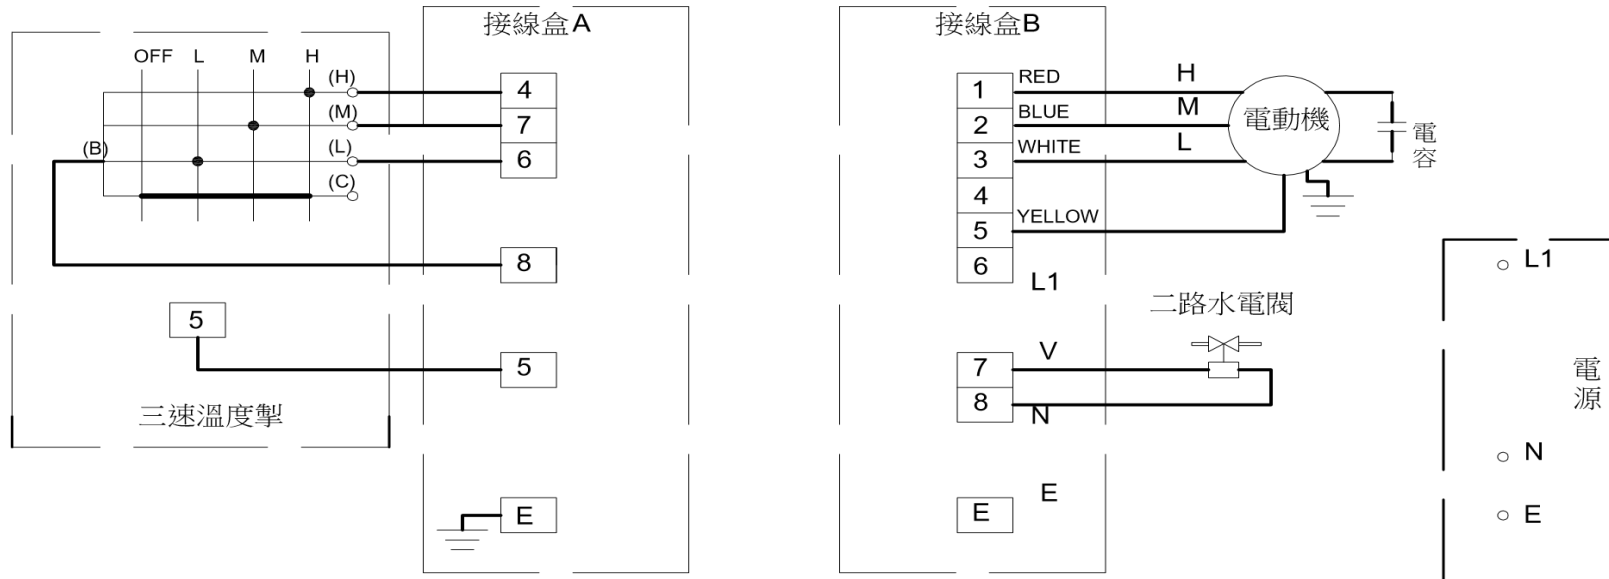 接線盒A
OFF L M H
(H)
(M)
(B)
(L)
(C)
4
7
6
8
5
5
E
三速溫度掣
接線盒B
1
2
3
4
5
6
7
8
E
RED
BLUE
WHITE
YELLOW
H
M
L
電動機
電容
L1
二路水電閥
V
N
E
L1
電源
N
E